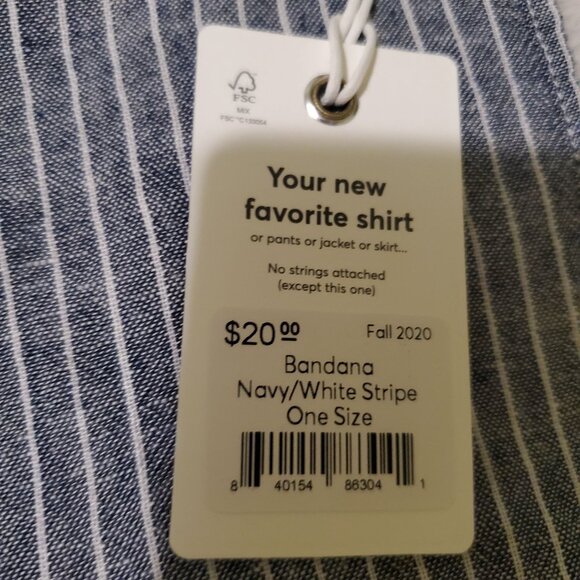 FSC
MIX
Your new
favorite shirt
or pants or jacket or skirt...
No strings attached
(except this one)
$20.00 Fall 2020
Bandana
Navy/White Stripe
One Size
8 40154 86304 1